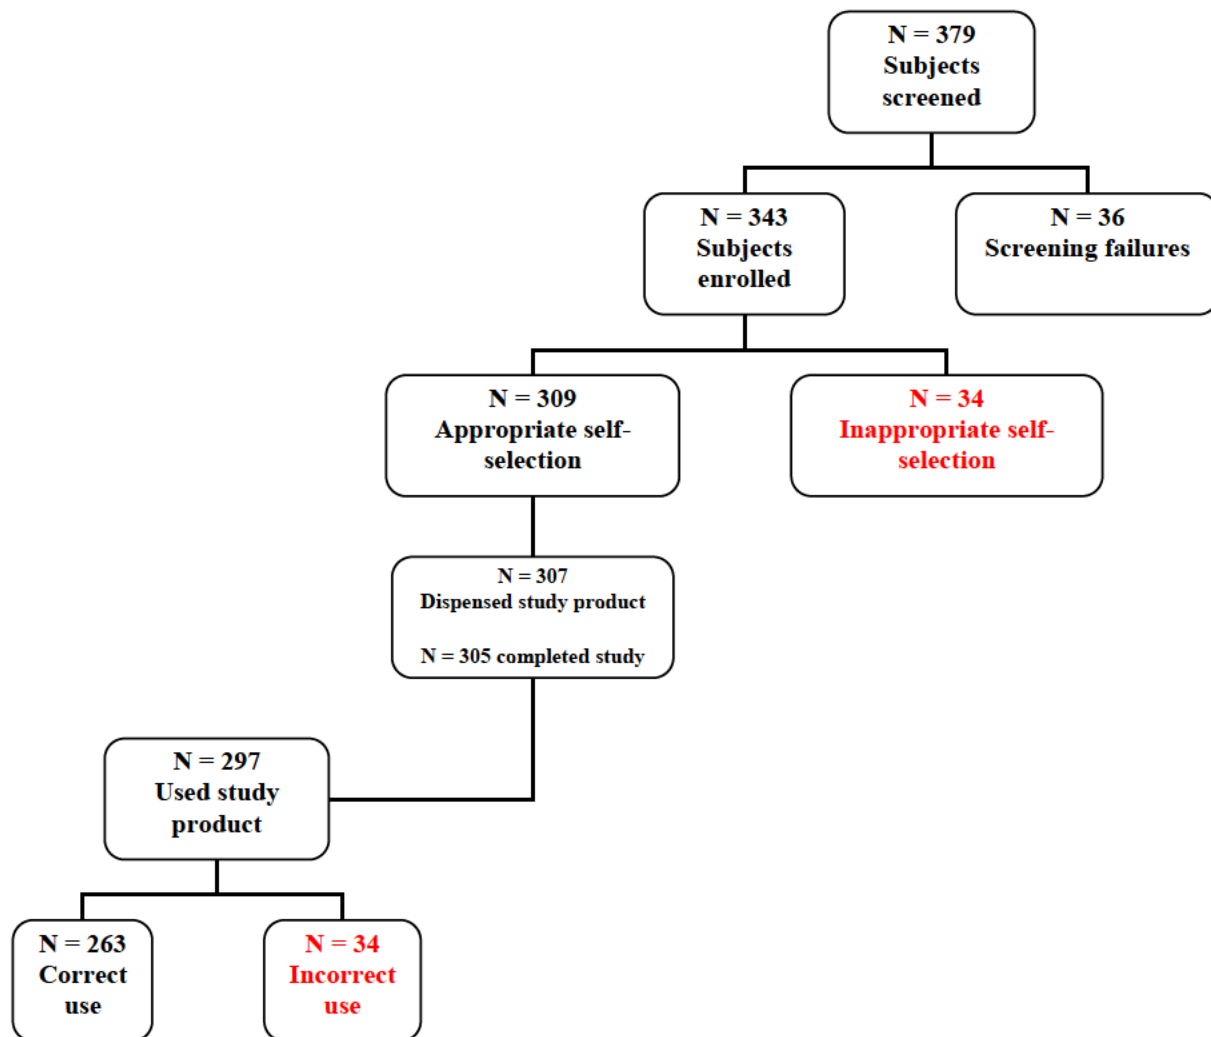 N = 379
Subjects
screened
N = 343
Subjects
enrolled
N = 36
Screening failures
N = 309
Appropriate self-
selection
N = 34
Inappropriate self-
selection
N = 307
Dispensed study product
N = 305 completed study
N = 297
Used study
product
N = 263
Correct
use
N = 34
Incorrect
use